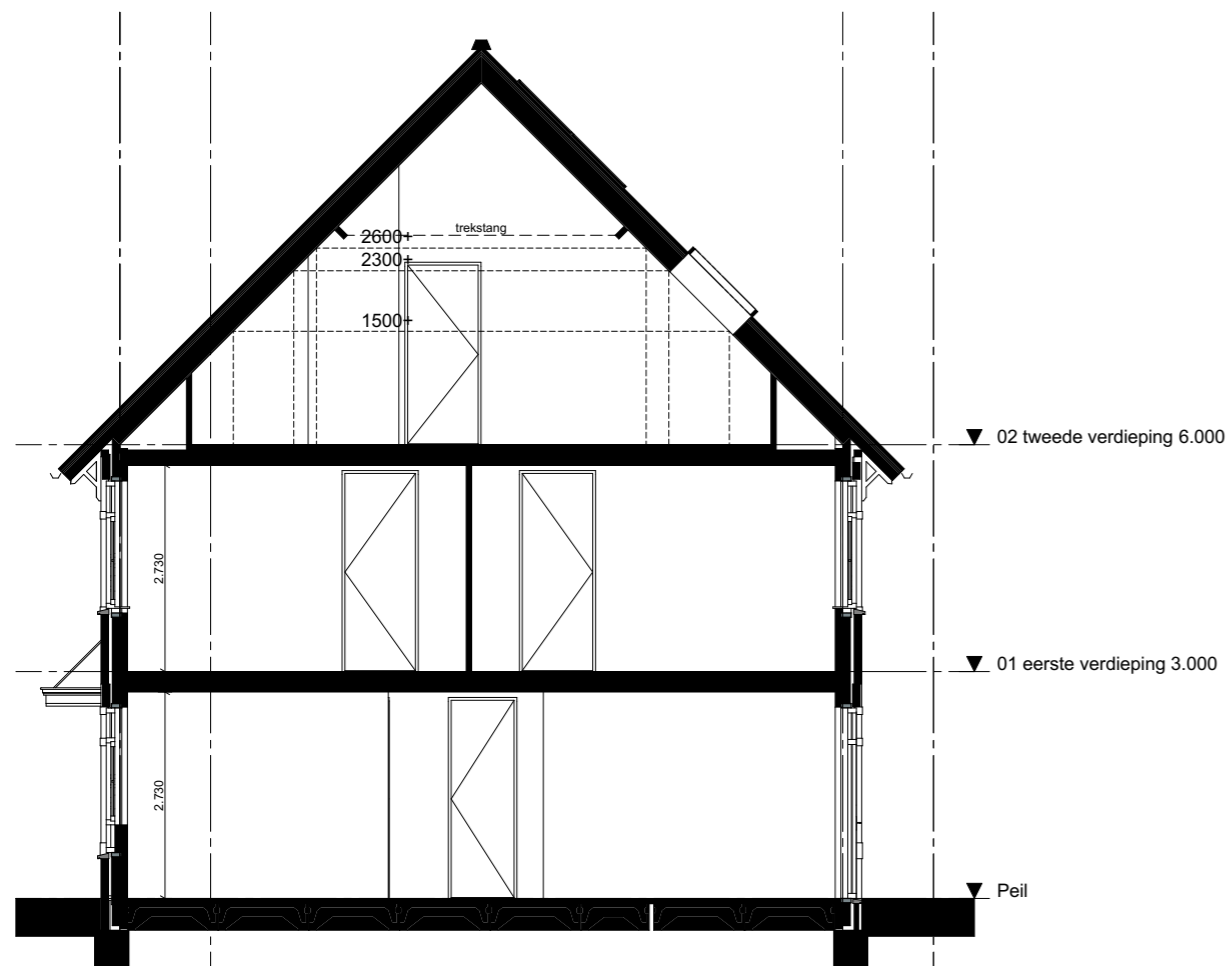 trekstang
2600+
2300+
1500+
02 tweede verdieping 6.000
2.730
01 eerste verdieping 3.000
2.730
Peil